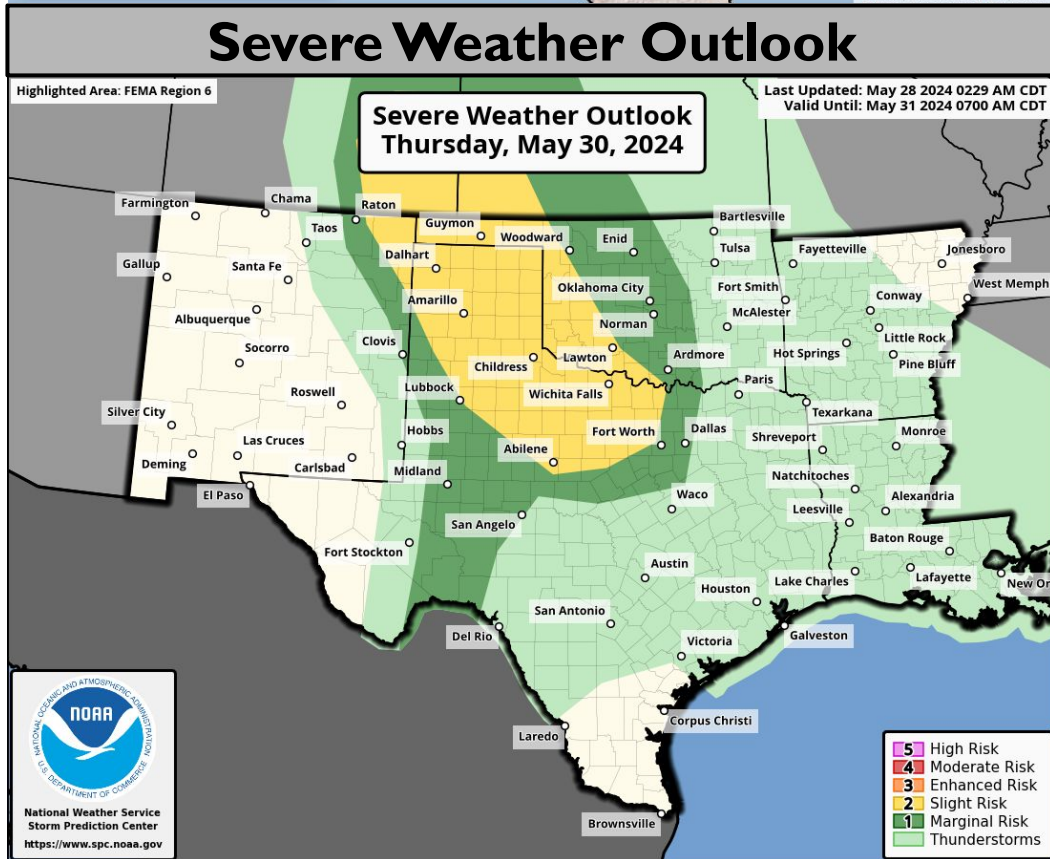 Severe Weather Outlook
Highlighted Area: FEMA Region 6
Last Updated: May 28 2024 0229 AM CDT
Valid Until: May 31 2024 0700 AM CDT
Severe Weather Outlook
Thursday, May 30, 2024
Farmington
Chama
Raton
Taos
Guymon
Woodward
Enid
Bartlesville
Tulsa
Fayetteville
Jonesboro
Gallup
Santa Fe
Dalhart
Oklahoma City
Fort Smith
West Memph
Albuquerque
Amarillo
Norman
McAlester
Conway
Little Rock
Socorro
Clovis
Childress
Lawton
Ardmore
Hot Springs
Pine Bluff
Roswell
Lubbock
Wichita Falls
Paris
Texarkana
Silver City
Las Cruces
Hobbs
Fort Worth
Dallas
Shreveport
Monroe
Deming
Carlsbad
Midland
Abilene
Natchitoches
El Paso
San Angelo
Waco
Leesville
Alexandria
Fort Stockton
Baton Rouge
Austin
Houston
Lake Charles
Lafayette
New Or
San Antonio
Del Rio
Victoria
Galveston
Laredo
Corpus Christi
Brownsville
NATIONAL OCEANIC AND ATMOSPHERIC ADMINISTRATION
NOAA
U.S. DEPARTMENT OF COMMERCE
National Weather Service
Storm Prediction Center
https://www.spc.noaa.gov
5 High Risk
4 Moderate Risk
3 Enhanced Risk
2 Slight Risk
1 Marginal Risk
Thunderstorms